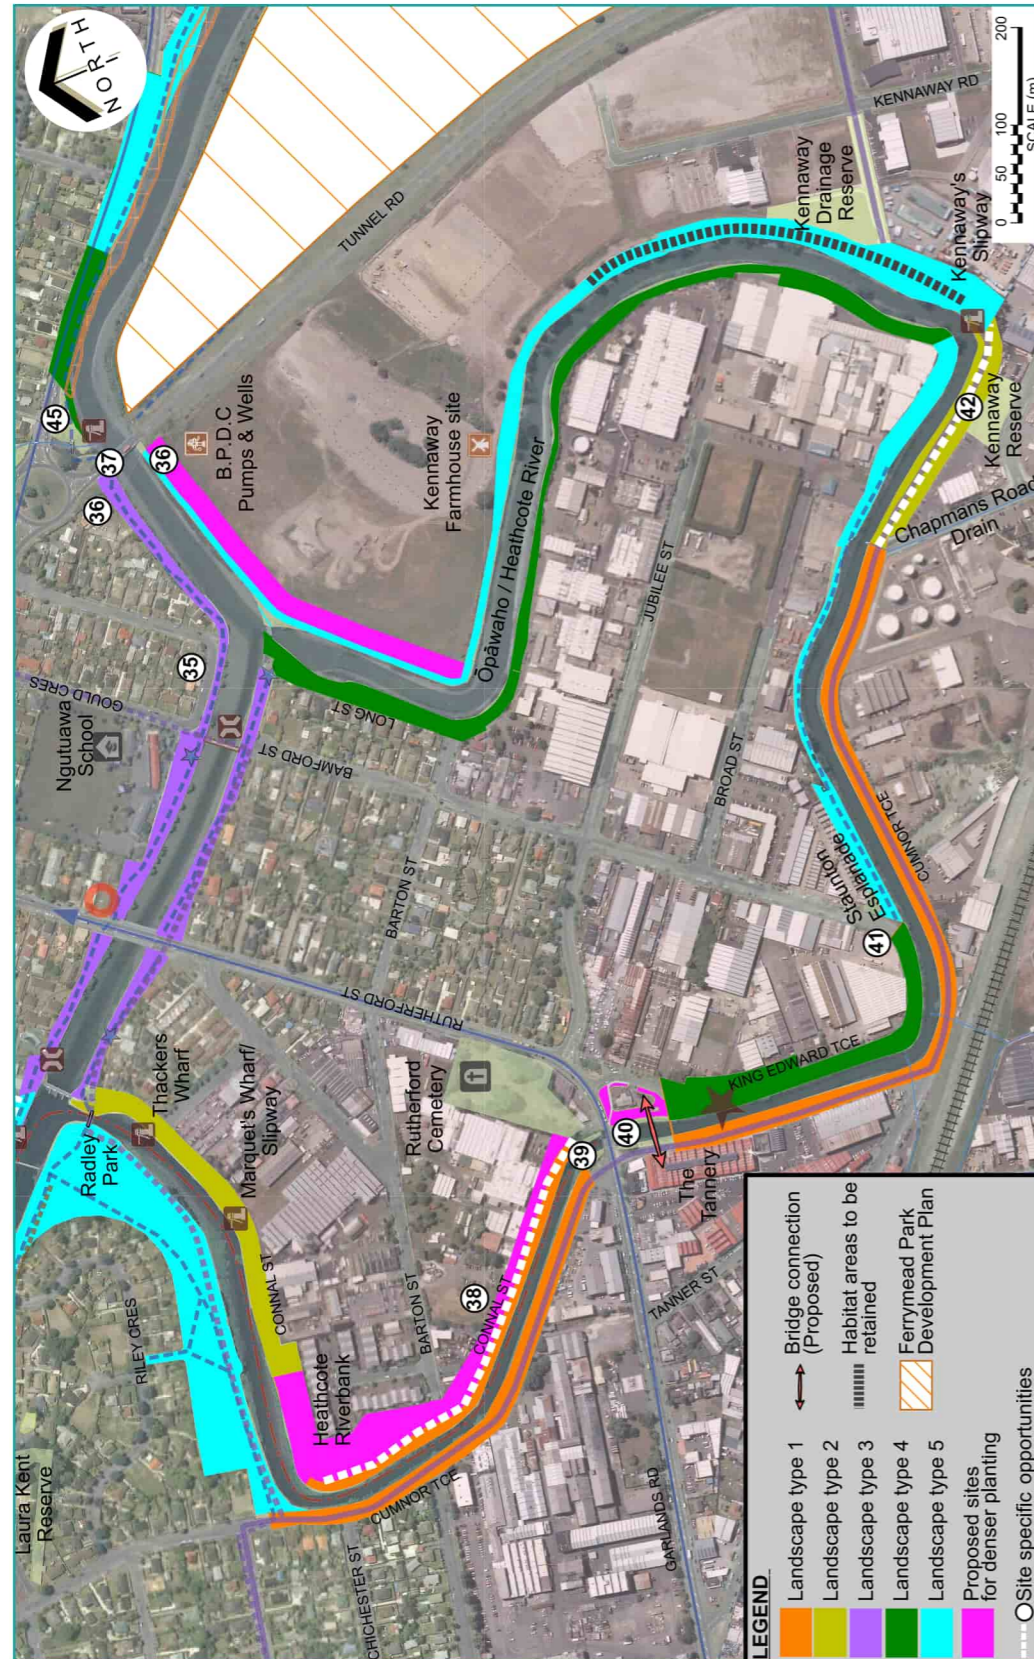 NORTH
TUNNEL RD
KENNAWAY RD
0 50 100 200
SCALE (m)
45
37
36
36
B.P.D.C
Pumps & Wells
Kennaway
Farmhouse site
Kennaway
Drainage
Reserve
Kennaway's
Slipway
42
Kennaway
Reserve
Chapmans Road
Drain
Ōpāwaho / Heathcote River
35
GOULD CRES
Ngutuawa
School
LONG ST
BAMFORD ST
JUBILEE ST
BROAD ST
BARTON ST
CUMNOR TCE
Staunton
Esplanade
41
RUTHERFORD ST
KING EDWARD TCE
Thackers
Wharf
Radley
Park
Marquet's Wharf/
Slipway
Rutherford
Cemetery
40
39
The
Tannery
CONNAL ST
RILEY CRES
38
CONNAL ST
BARTON ST
TANNER ST
Heathcote
Riverbank
CUMNOR TCE
GARLANDS RD
Laura Kent
Reserve
CHICHESTER ST
LEGEND
Landscape type 1
Landscape type 2
Landscape type 3
Landscape type 4
Landscape type 5
Proposed sites
for denser planting
Site specific opportunities
Bridge connection
(Proposed)
Habitat areas to be
retained
Ferrymead Park
Development Plan